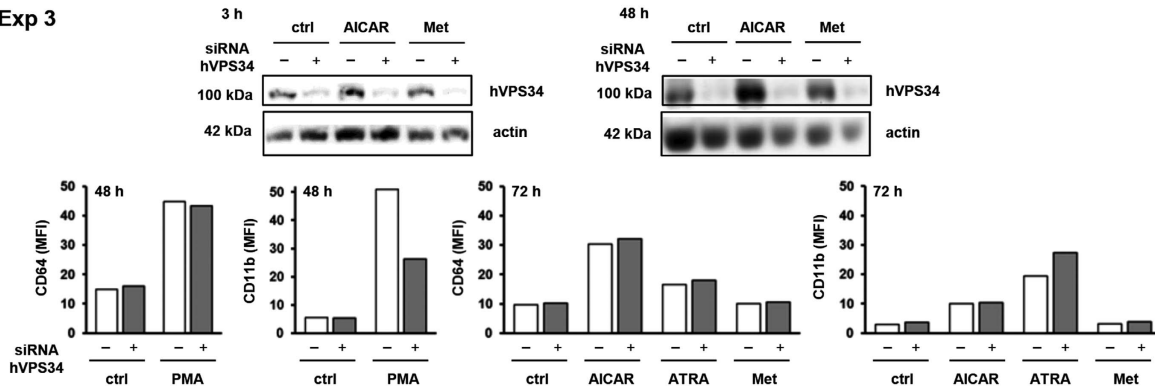 Exp 3
3 h
ctrl AICAR Met
siRNA hVPS34 – + – + – +
100 kDa hVPS34
42 kDa actin
48 h
ctrl AICAR Met
siRNA hVPS34 – + – + – +
100 kDa hVPS34
42 kDa actin
48 h
CD64 (MFI)
50
40
30
20
10
0
siRNA hVPS34 – + – +
ctrl PMA
48 h
CD11b (MFI)
50
40
30
20
10
0
– + – +
ctrl PMA
72 h
CD64 (MFI)
50
40
30
20
10
0
– + – + – + – +
ctrl AICAR ATRA Met
72 h
CD11b (MFI)
50
40
30
20
10
0
– + – + – + – +
ctrl AICAR ATRA Met